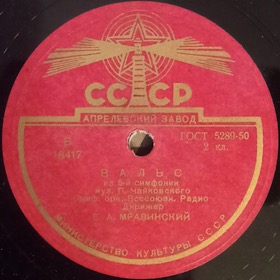 СССР
АПРЕЛЕВСКИЙ ЗАВОД
В
18417
ГОСТ 5289-50
2 кл.
ВАЛЬС
из 5-й симфонии
муз. П. Чайковского
Симф. орк. Всесоюзн. Радио
Дирижер
Е. А. МРАВИНСКИЙ
МИНИСТЕРСТВО КУЛЬТУРЫ СССР